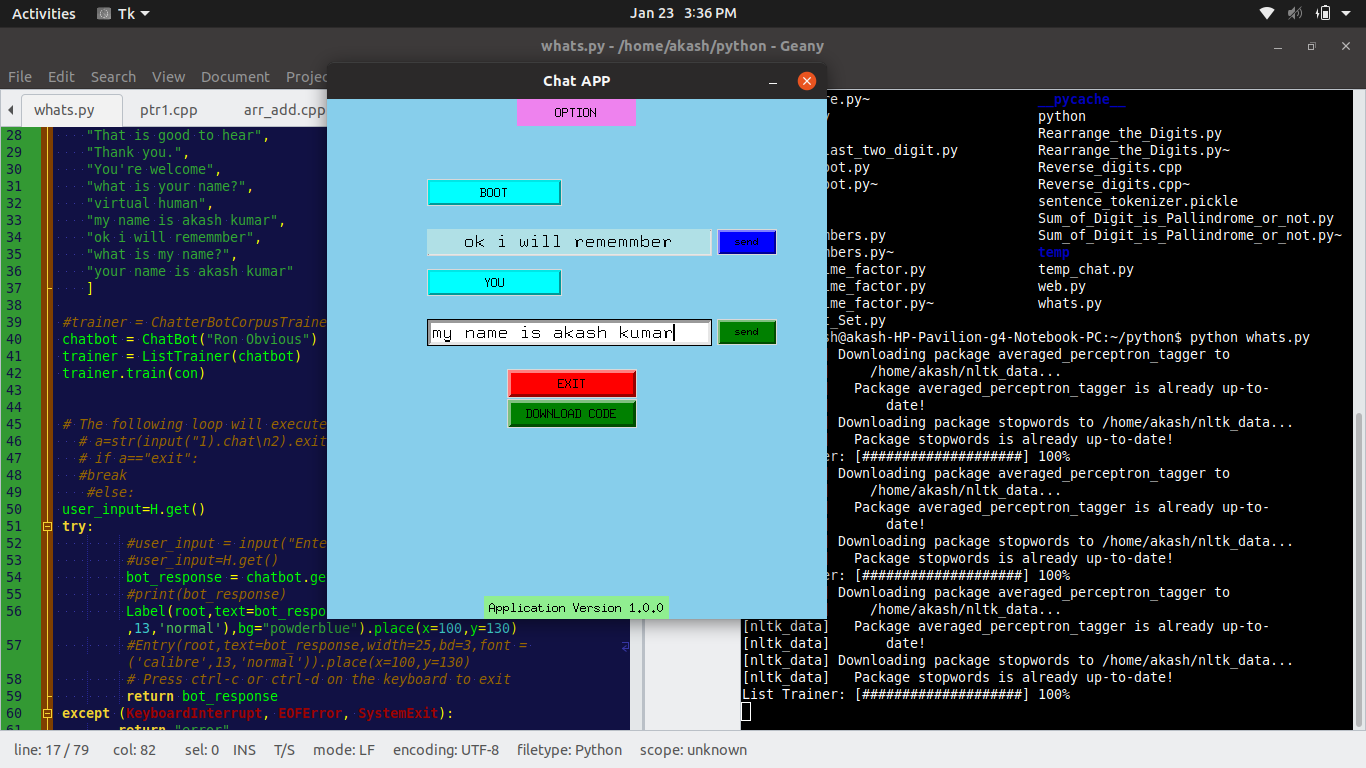 Activities Tk Jan 23 3:36 PM
whats.py - /home/akash/python - Geany
File Edit Search View Document
whats.py ptr1.cpp arr_add.cpp
28 "That is good to hear",
29 "Thank you.",
30 "You're welcome",
31 "what is your name?",
32 "virtual human",
33 "my name is akash kumar",
34 "ok i will rememmber",
35 "what is my name?",
36 "your name is akash kumar"
37 ]
38
39 #trainer = ChatterBotCorpusTraine
40 chatbot = ChatBot("Ron Obvious")
41 trainer = ListTrainer(chatbot)
42 trainer.train(con)
43
44
45 # The following loop will execute
46 # a=str(input("1).chat\n2).exit
47 # if a=="exit":
48 #break
49 #else:
50 user_input=H.get()
51 try:
52 #user_input = input("Ente
53 #user_input=H.get()
54 bot_response = chatbot.ge
55 #print(bot_response)
56 Label(root,text=bot_respo
,13,'normal'),bg="powderblue").place(x=100,y=130)
57 #Entry(root,text=bot_response,width=25,bd=3,font =
('calibre',13,'normal')).place(x=100,y=130)
58 # Press ctrl-c or ctrl-d on the keyboard to exit
59 return bot_response
60 except (KeyboardInterrupt, EOFError, SystemExit):
61 return "error"
Chat APP
OPTION
BOOT
ok i will rememmber send
YOU
my name is akash kumar send
EXIT
DOWNLOAD CODE
Application Version 1.0.0
re.py~ __pycache__
python
Rearrange_the_Digits.py
ast_two_digit.py Rearrange_the_Digits.py~
ot.py Reverse_digits.cpp
ot.py~ Reverse_digits.cpp~
sentence_tokenizer.pickle
Sum_of_Digit_is_Pallindrome_or_not.py
bers.py Sum_of_Digit_is_Pallindrome_or_not.py~
bers.py~ temp
me_factor.py temp_chat.py
me_factor.py web.py
me_factor.py~ whats.py
_Set.py
sh@akash-HP-Pavilion-g4-Notebook-PC:~/python$ python whats.py
Downloading package averaged_perceptron_tagger to
/home/akash/nltk_data...
Package averaged_perceptron_tagger is already up-to-
date!
Downloading package stopwords to /home/akash/nltk_data...
Package stopwords is already up-to-date!
er: [####################] 100%
Downloading package averaged_perceptron_tagger to
/home/akash/nltk_data...
Package averaged_perceptron_tagger is already up-to-
date!
Downloading package stopwords to /home/akash/nltk_data...
Package stopwords is already up-to-date!
er: [####################] 100%
Downloading package averaged_perceptron_tagger to
/home/akash/nltk_data...
[nltk_data] Package averaged_perceptron_tagger is already up-to-
[nltk_data] date!
[nltk_data] Downloading package stopwords to /home/akash/nltk_data...
[nltk_data] Package stopwords is already up-to-date!
List Trainer: [####################] 100%
line: 17 / 79 col: 82 sel: 0 INS T/S mode: LF encoding: UTF-8 filetype: Python scope: unknown